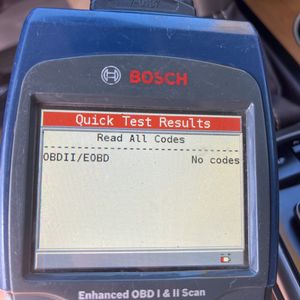 BOSCH
Quick Test Results
Read All Codes
OBDII/EOBD No codes
Enhanced OBD I & II Scan